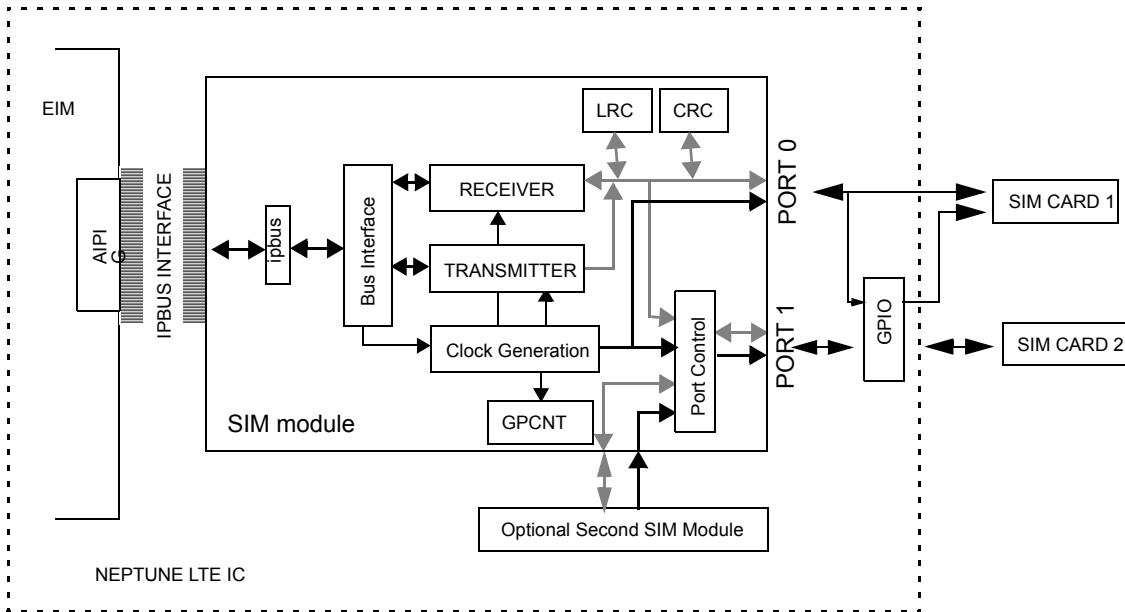 EIM
AIPI
G
IPBUS INTERFACE
ipbus
Bus Interface
LRC
CRC
RECEIVER
TRANSMITTER
Clock Generation
GPCNT
Port Control
SIM module
PORT 0
PORT 1
GPIO
SIM CARD 1
SIM CARD 2
Optional Second SIM Module
NEPTUNE LTE IC